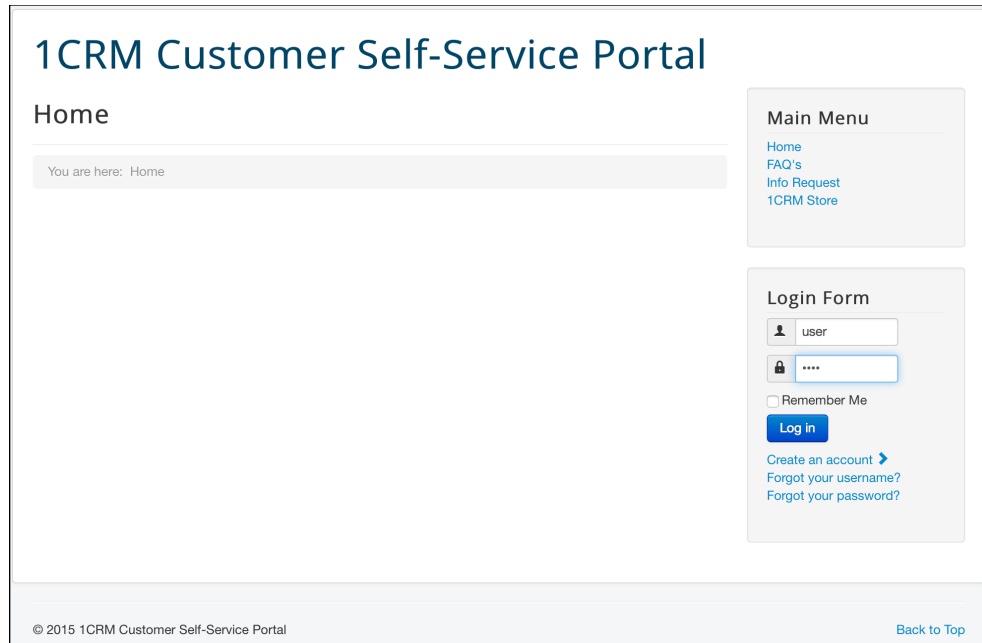 1CRM Customer Self-Service Portal
Home
You are here: Home
Main Menu
Home
FAQ's
Info Request
1CRM Store
Login Form
user
••••
Remember Me
Log in
Create an account
Forgot your username?
Forgot your password?
© 2015 1CRM Customer Self-Service Portal
Back to Top